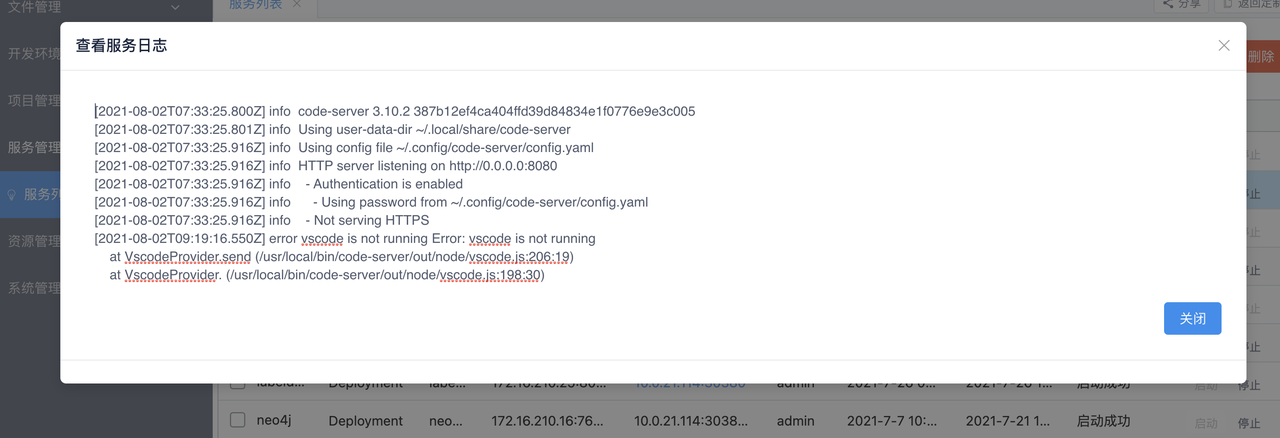 文件管理
服务列表
分享
返回定制
查看服务日志
开发环境
删除
项目管理
[2021-08-02T07:33:25.800Z] info  code-server 3.10.2 387b12ef4ca404ffd39d84834e1f0776e9e3c005
[2021-08-02T07:33:25.801Z] info  Using user-data-dir ~/.local/share/code-server
服务管理
[2021-08-02T07:33:25.916Z] info  Using config file ~/.config/code-server/config.yaml
停止
[2021-08-02T07:33:25.916Z] info  HTTP server listening on http://0.0.0.0:8080
[2021-08-02T07:33:25.916Z] info    - Authentication is enabled
服务列
停止
[2021-08-02T07:33:25.916Z] info      - Using password from ~/.config/code-server/config.yaml
[2021-08-02T07:33:25.916Z] info    - Not serving HTTPS
停止
资源管理
[2021-08-02T09:19:16.550Z] error vscode is not running Error: vscode is not running
at VscodeProvider.send (/usr/local/bin/code-server/out/node/vscode.js:206:19)
停止
at VscodeProvider. (/usr/local/bin/code-server/out/node/vscode.js:198:30)
系统管理
停止
关闭
停止
labeld... Deployment labe... 172.16.210.29:80... 10.0.21.114:30380 admin 2021-7-20 0... 2021-7-20 1... 启动成功 启动 停止
neo4j Deployment neo... 172.16.210.16:76... 10.0.21.114:3038... admin 2021-7-7 10:... 2021-7-21 1... 启动成功 启动 停止